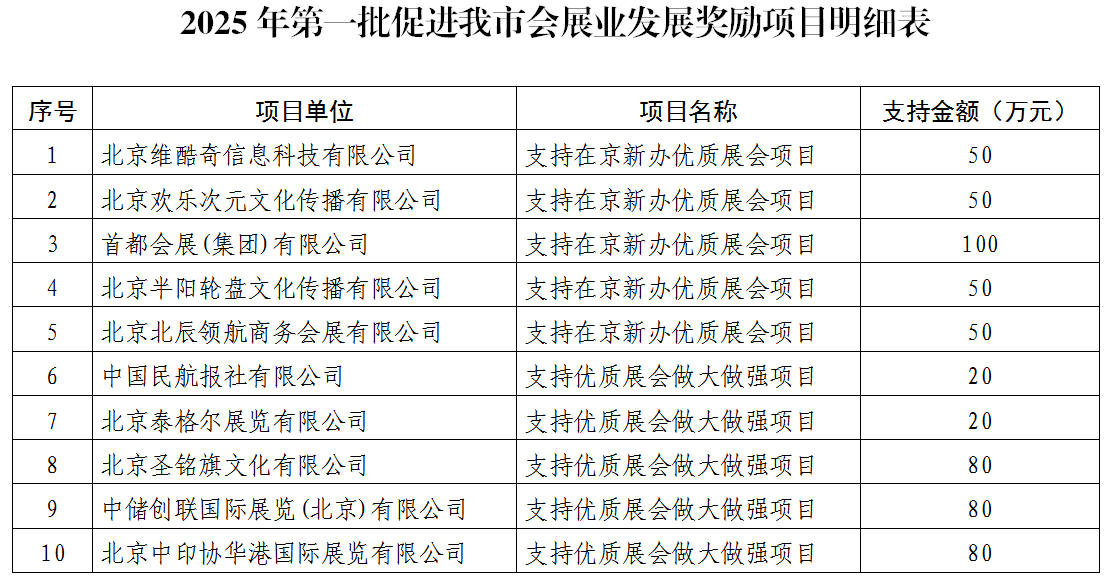 2025 年第一批促进我市会展业发展奖励项目明细表
序号 项目单位 项目名称 支持金额（万元）
1 北京维酷奇信息科技有限公司 支持在京新办优质展会项目 50
2 北京欢乐次元文化传播有限公司 支持在京新办优质展会项目 50
3 首都会展(集团)有限公司 支持在京新办优质展会项目 100
4 北京半阳轮盘文化传播有限公司 支持在京新办优质展会项目 50
5 北京北辰领航商务会展有限公司 支持在京新办优质展会项目 50
6 中国民航报社有限公司 支持优质展会做大做强项目 20
7 北京泰格尔展览有限公司 支持优质展会做大做强项目 20
8 北京圣铭旗文化有限公司 支持优质展会做大做强项目 80
9 中储创联国际展览(北京)有限公司 支持优质展会做大做强项目 80
10 北京中印协华港国际展览有限公司 支持优质展会做大做强项目 80